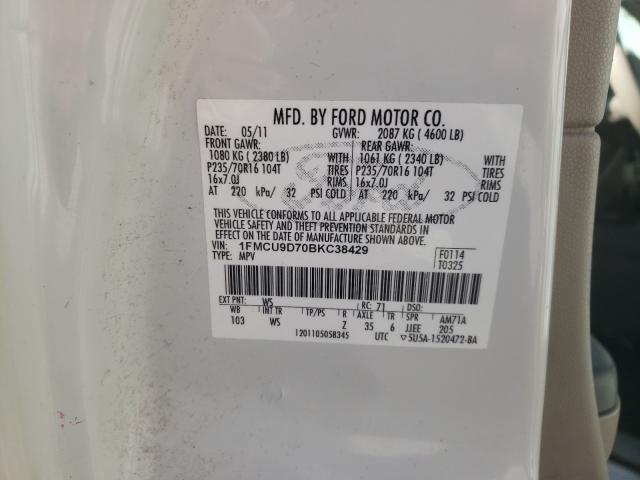 MFD. BY FORD MOTOR CO.
DATE: 05/11 GVWR: 2087 KG ( 4600 LB)
FRONT GAWR: REAR GAWR:
1080 KG ( 2380 LB) WITH 1061 KG ( 2340 LB) WITH
P235/70R16 104T TIRES P235/70R16 104T TIRES
16x7.0J RIMS 16x7.0J RIMS
AT 220 kPa/ 32 PSI COLD AT 220 kPa/ 32 PSI COLD
THIS VEHICLE CONFORMS TO ALL APPLICABLE FEDERAL MOTOR
VEHICLE SAFETY AND THEFT PREVENTION STANDARDS IN
EFFECT ON THE DATE OF MANUFACTURE SHOWN ABOVE.
VIN: 1FMCU9D70BKC38429 F0114
TYPE: MPV T0325
EXT PNT: WS RC: 71 DSO:
WB INT TR TP/PS R AXLE TR SPR AM71A
103 WS Z 35 6 JJEE 205
12011050S8345 UTC ▽5U5A-1520472-BA